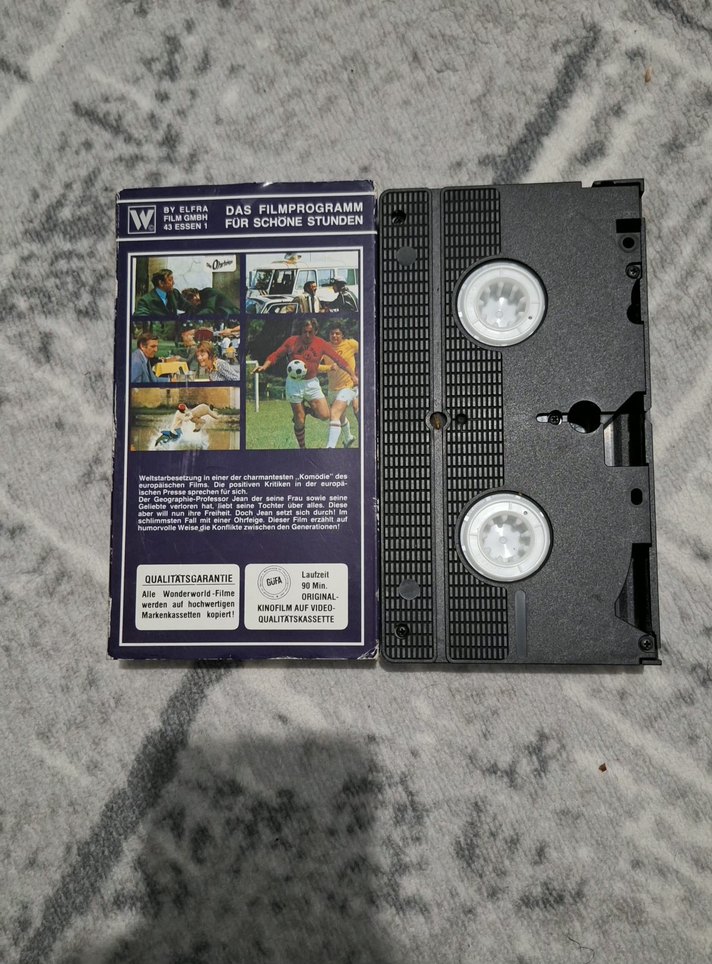 W
BY ELFRA
FILM GMBH
43 ESSEN 1
DAS FILMPROGRAMM
FÜR SCHÖNE STUNDEN
Ohrfeige
Weltstarbesetzung in einer der charmantesten „Komödie" des
europäischen Films. Die positiven Kritiken in der europä-
ischen Presse sprechen für sich.
Der Geographie-Professor Jean der seine Frau sowie seine
Geliebte verloren hat, liebt seine Tochter über alles. Diese
aber will nun ihre Freiheit. Doch Jean setzt sich durch! Im
schlimmsten Fall mit einer Ohrfeige. Dieser Film erzählt auf
humorvolle Weise die Konflikte zwischen den Generationen!
QUALITÄTSGARANTIE
Alle Wonderworld-Filme
werden auf hochwertigen
Markenkassetten kopiert!
GÜFA
Laufzeit
90 Min.
ORIGINAL-
KINOFILM AUF VIDEO-
QUALITÄTSKASSETTE